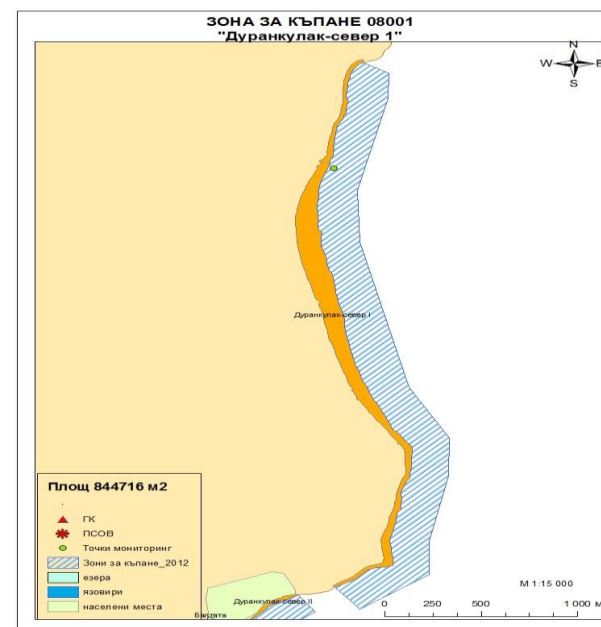 ЗОНА ЗА КЪПАНЕ 08001
"Дуранкулак-север 1"
N
W E
S
Дуранкулак-север I
Площ 844716 м2
ГК
ПСОВ
Точки мониторинг
Зони за къпане_2012
езера
язовири
населени места
Дуранкулак-север II
М 1:15 000
0 250 500 1 000 м